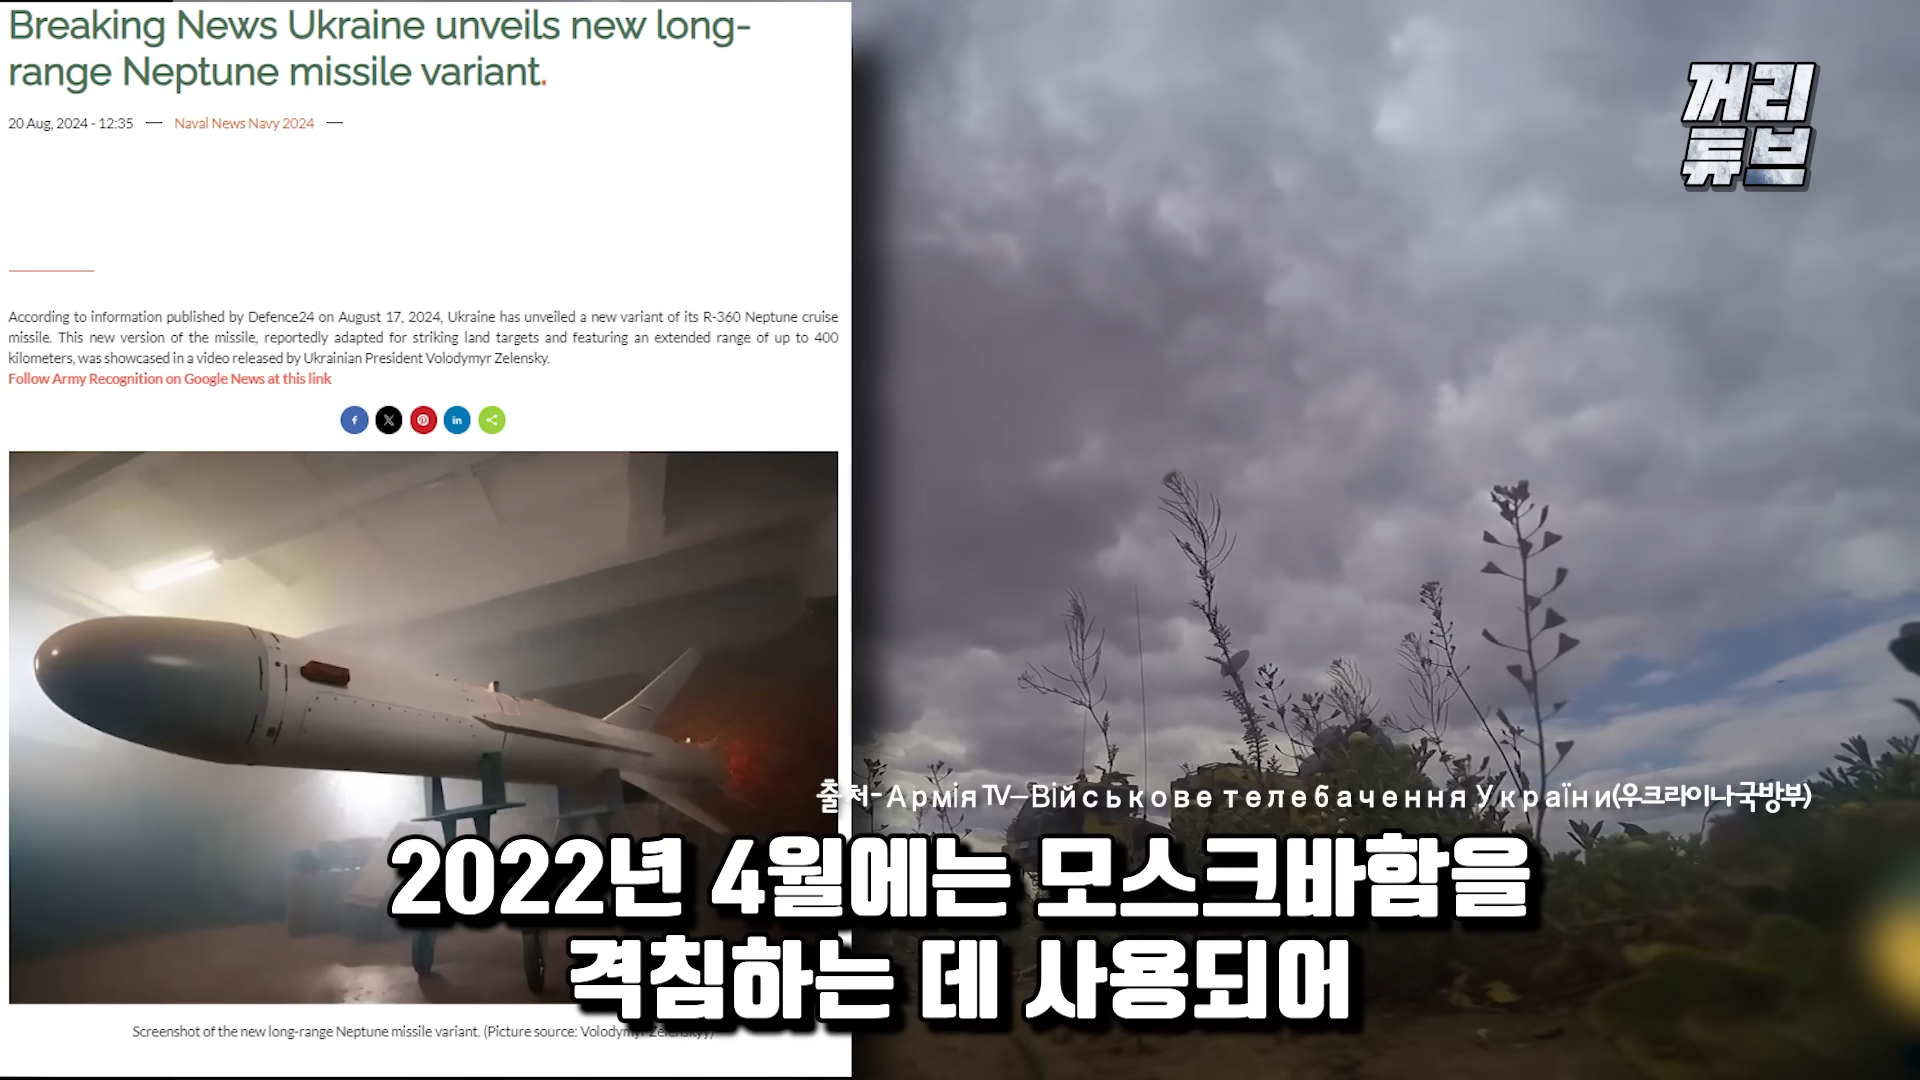 Breaking News Ukraine unveils new long-
range Neptune missile variant.
20 Aug, 2024 - 12:35 — Naval News Navy 2024 —
According to information published by Defence24 on August 17, 2024, Ukraine has unveiled a new variant of its R-360 Neptune cruise
missile. This new version of the missile, reportedly adapted for striking land targets and featuring an extended range of up to 400
kilometers, was showcased in a video released by Ukrainian President Volodymyr Zelensky.
Follow Army Recognition on Google News at this link
꺼리
튜브
출처-Армія TV–Військове телебачення України(우크라이나 국방부)
2022년 4월에는 모스크바함을
격침하는 데 사용되어
Screenshot of the new long-range Neptune missile variant. (Picture source: Volodymyr Zelenskyy)